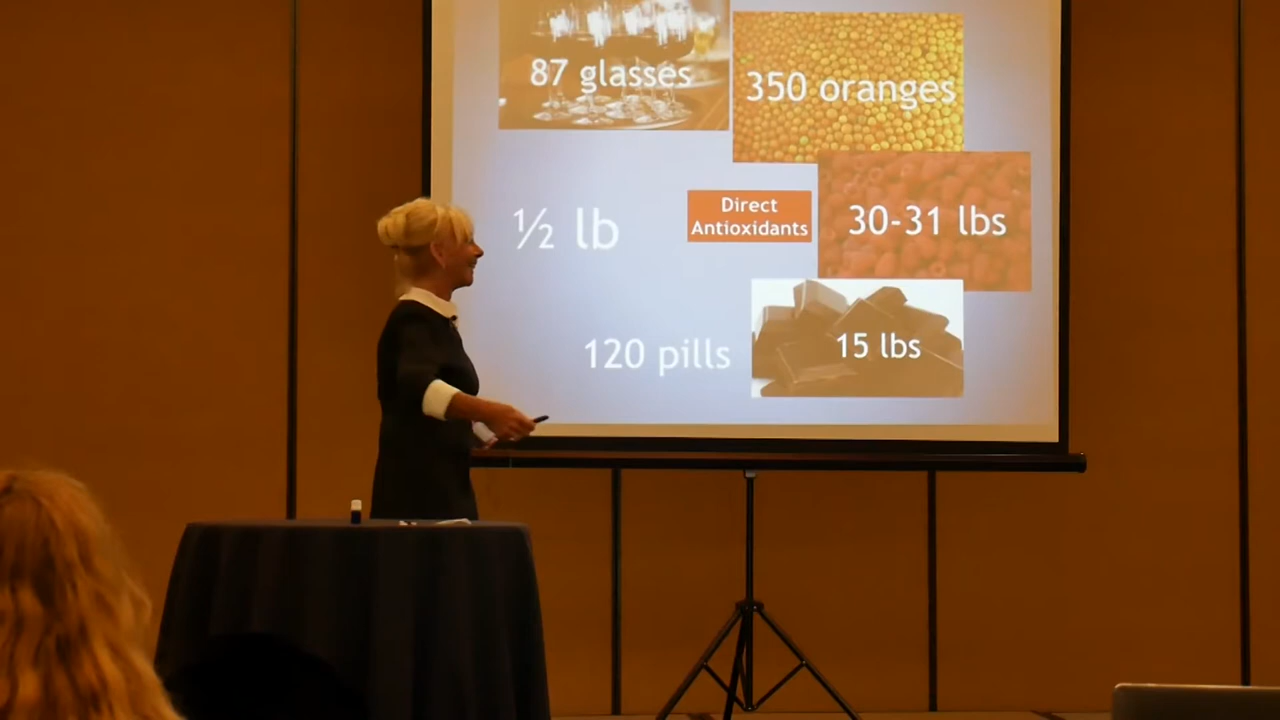 87 glasses
350 oranges
½ lb
Direct
Antioxidants
30-31 lbs
120 pills
15 lbs